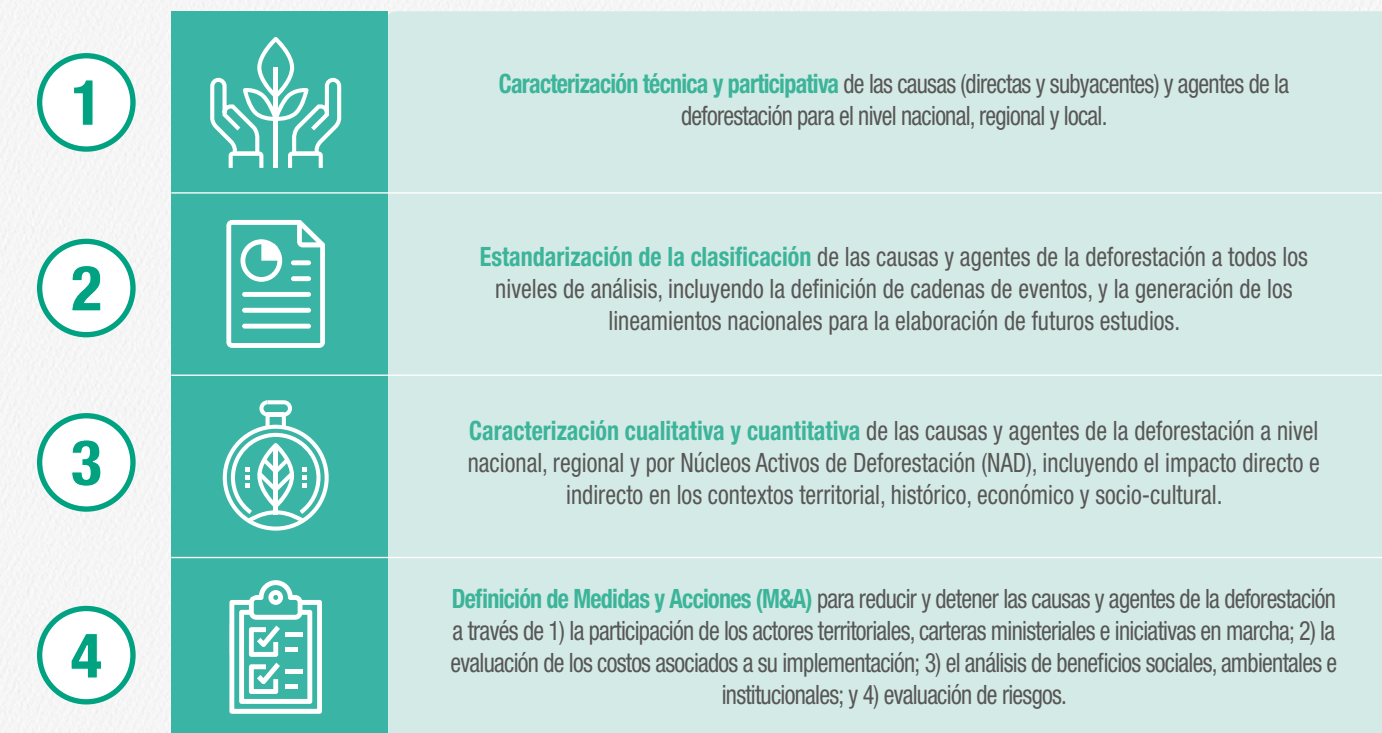 1
Caracterización técnica y participativa de las causas (directas y subyacentes) y agentes de la
deforestación para el nivel nacional, regional y local.
2
Estandarización de la clasificación de las causas y agentes de la deforestación a todos los
niveles de análisis, incluyendo la definición de cadenas de eventos, y la generación de los
lineamientos nacionales para la elaboración de futuros estudios.
3
Caracterización cualitativa y cuantitativa de las causas y agentes de la deforestación a nivel
nacional, regional y por Núcleos Activos de Deforestación (NAD), incluyendo el impacto directo e
indirecto en los contextos territorial, histórico, económico y socio-cultural.
4
Definición de Medidas y Acciones (M&A) para reducir y detener las causas y agentes de la deforestación
a través de 1) la participación de los actores territoriales, carteras ministeriales e iniciativas en marcha; 2) la
evaluación de los costos asociados a su implementación; 3) el análisis de beneficios sociales, ambientales e
institucionales; y 4) evaluación de riesgos.